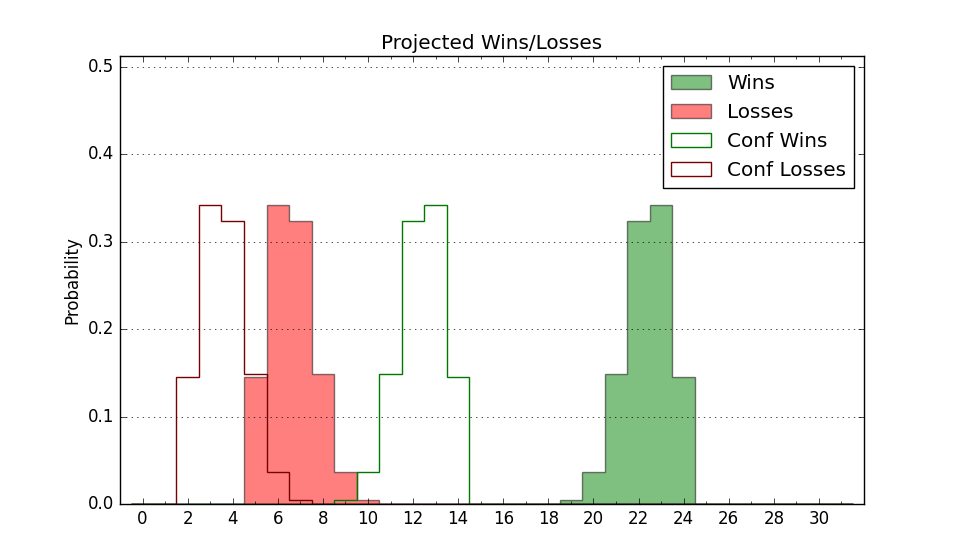 Projected Wins/Losses
Probability
0.5
0.4
0.3
0.2
0.1
0.0
Wins
Losses
Conf Wins
Conf Losses
0 2 4 6 8 10 12 14 16 18 20 22 24 26 28 30